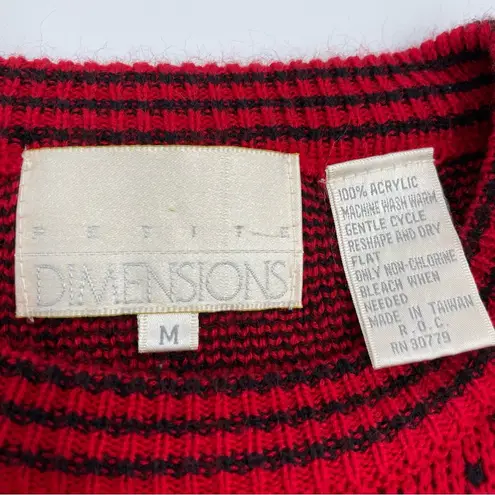 PETITE
DIMENSIONS
M
100% ACRYLIC
MACHINE WASH WARM
GENTLE CYCLE
RESHAPE AND DRY
FLAT
ONLY NON-CHLORINE
BLEACH WHEN
NEEDED
MADE IN TAIWAN
R.O.C.
RN 30779